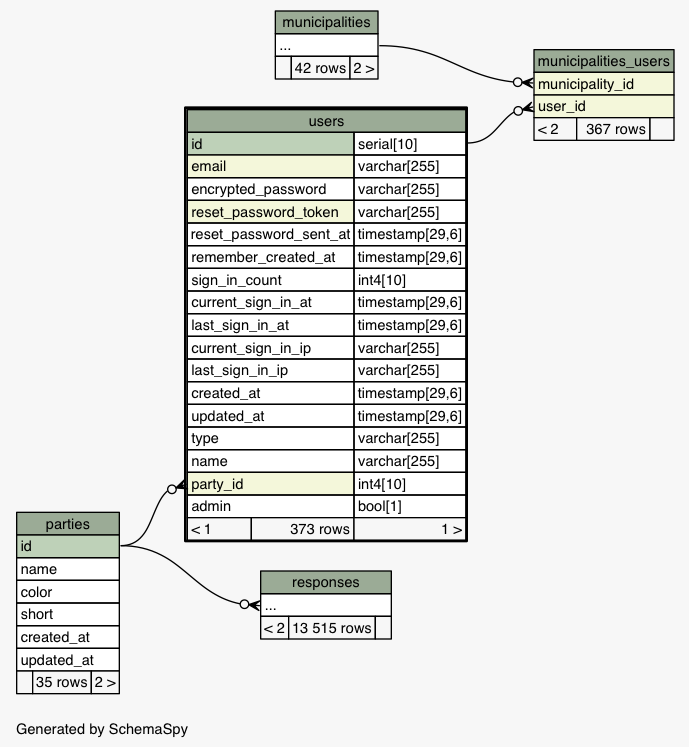 municipalities
...
42 rows 2 >
municipalities_users
municipality_id
user_id
< 2 367 rows
users
id serial[10]
email varchar[255]
encrypted_password varchar[255]
reset_password_token varchar[255]
reset_password_sent_at timestamp[29,6]
remember_created_at timestamp[29,6]
sign_in_count int4[10]
current_sign_in_at timestamp[29,6]
last_sign_in_at timestamp[29,6]
current_sign_in_ip varchar[255]
last_sign_in_ip varchar[255]
created_at timestamp[29,6]
updated_at timestamp[29,6]
type varchar[255]
name varchar[255]
party_id int4[10]
admin bool[1]
< 1 373 rows 1 >
parties
id
name
color
short
created_at
updated_at
35 rows 2 >
responses
...
< 2 13 515 rows
Generated by SchemaSpy